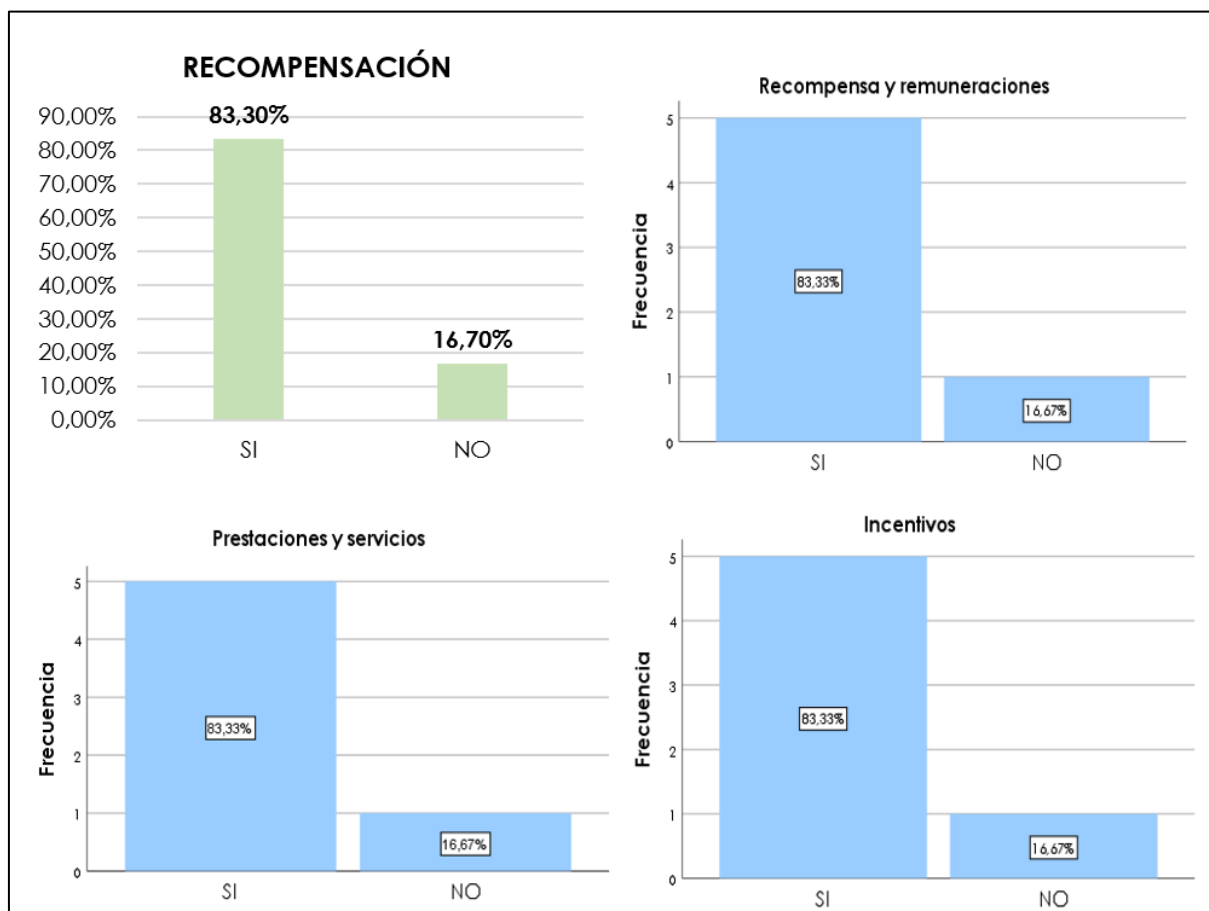 RECOMPENSACIÓN
90,00%
80,00%
70,00%
60,00%
50,00%
40,00%
30,00%
20,00%
10,00%
0,00%
83,30%
16,70%
SI
NO
Recompensa y remuneraciones
Frecuencia
5
4
3
2
1
0
83,33%
16,67%
SI
NO
Prestaciones y servicios
Frecuencia
5
4
3
2
1
0
83,33%
16,67%
SI
NO
Incentivos
Frecuencia
5
4
3
2
1
0
83,33%
16,67%
SI
NO